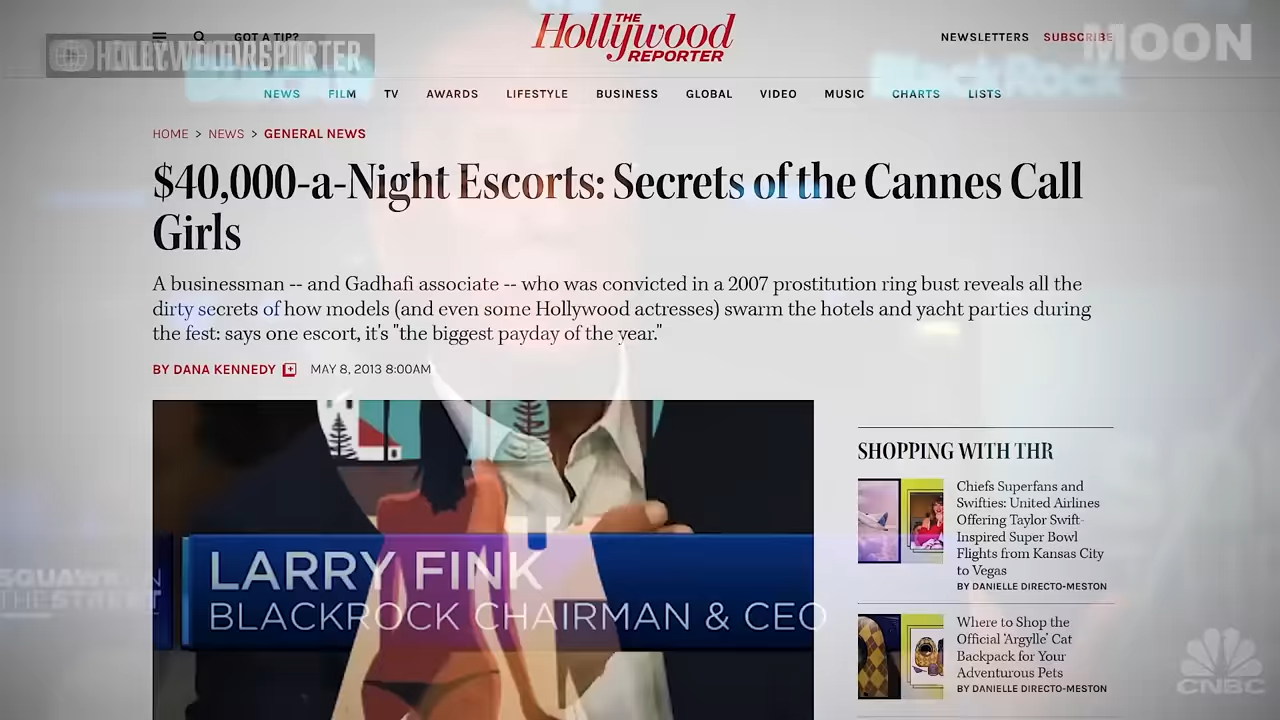 GOT A TIP?
THE
Hollywood
REPORTER
NEWSLETTERS SUBSCRIBE
MOON
HOLLYWOODREPORTER
BlackRock
NEWS FILM TV AWARDS LIFESTYLE BUSINESS GLOBAL VIDEO MUSIC CHARTS LISTS
HOME > NEWS > GENERAL NEWS
$40,000-a-Night Escorts: Secrets of the Cannes Call
Girls
A businessman -- and Gadhafi associate -- who was convicted in a 2007 prostitution ring bust reveals all the
dirty secrets of how models (and even some Hollywood actresses) swarm the hotels and yacht parties during
the fest: says one escort, it's "the biggest payday of the year."
BY DANA KENNEDY MAY 8, 2013 8:00AM
SHOPPING WITH THR
Chiefs Superfans and
Swifties: United Airlines
Offering Taylor Swift-
Inspired Super Bowl
Flights from Kansas City
to Vegas
BY DANIELLE DIRECTO-MESTON
LARRY FINK
BLACKROCK CHAIRMAN & CEO
SQUAWK ON
THE STREET
Where to Shop the
Official 'Argylle' Cat
Backpack for Your
Adventurous Pets
BY DANIELLE DIRECTO-MESTON
CNBC